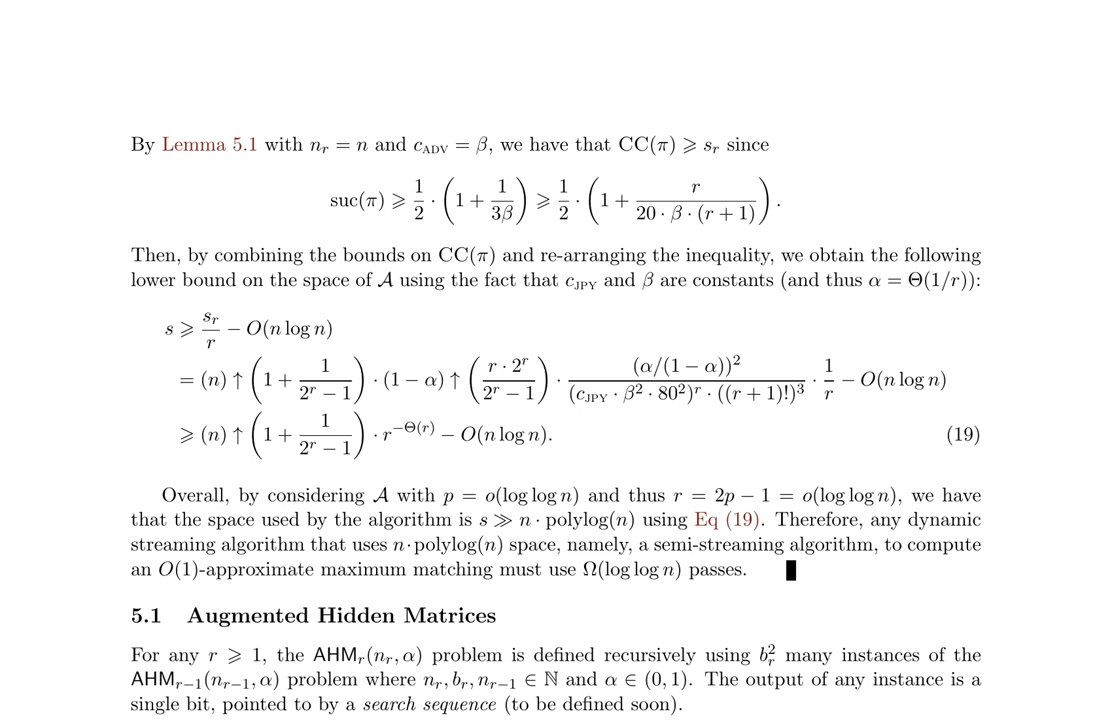 By Lemma 5.1 with n_r = n and c_ADV = β, we have that CC(π) ⩾ s_r since
suc(π) ⩾ 1/2 · (1 + 1/(3β)) ⩾ 1/2 · (1 + r/(20 · β · (r + 1))).
Then, by combining the bounds on CC(π) and re-arranging the inequality, we obtain the following
lower bound on the space of 𝒜 using the fact that c_JPY and β are constants (and thus α = Θ(1/r)):
s ⩾ s_r/r − O(n log n)
= (n) ↑ (1 + 1/(2^r − 1)) · (1 − α) ↑ ((r · 2^r)/(2^r − 1)) · (α/(1 − α))^2/((c_JPY · β^2 · 80^2)^r · ((r + 1)!)^3) · 1/r − O(n log n)
⩾ (n) ↑ (1 + 1/(2^r − 1)) · r^{−Θ(r)} − O(n log n). (19)
Overall, by considering 𝒜 with p = o(log log n) and thus r = 2p − 1 = o(log log n), we have
that the space used by the algorithm is s ≫ n · polylog(n) using Eq (19). Therefore, any dynamic
streaming algorithm that uses n·polylog(n) space, namely, a semi-streaming algorithm, to compute
an O(1)-approximate maximum matching must use Ω(log log n) passes. ∎
5.1 Augmented Hidden Matrices
For any r ⩾ 1, the AHM_r(n_r, α) problem is defined recursively using b_r^2 many instances of the
AHM_{r−1}(n_{r−1}, α) problem where n_r, b_r, n_{r−1} ∈ ℕ and α ∈ (0, 1). The output of any instance is a
single bit, pointed to by a search sequence (to be defined soon).